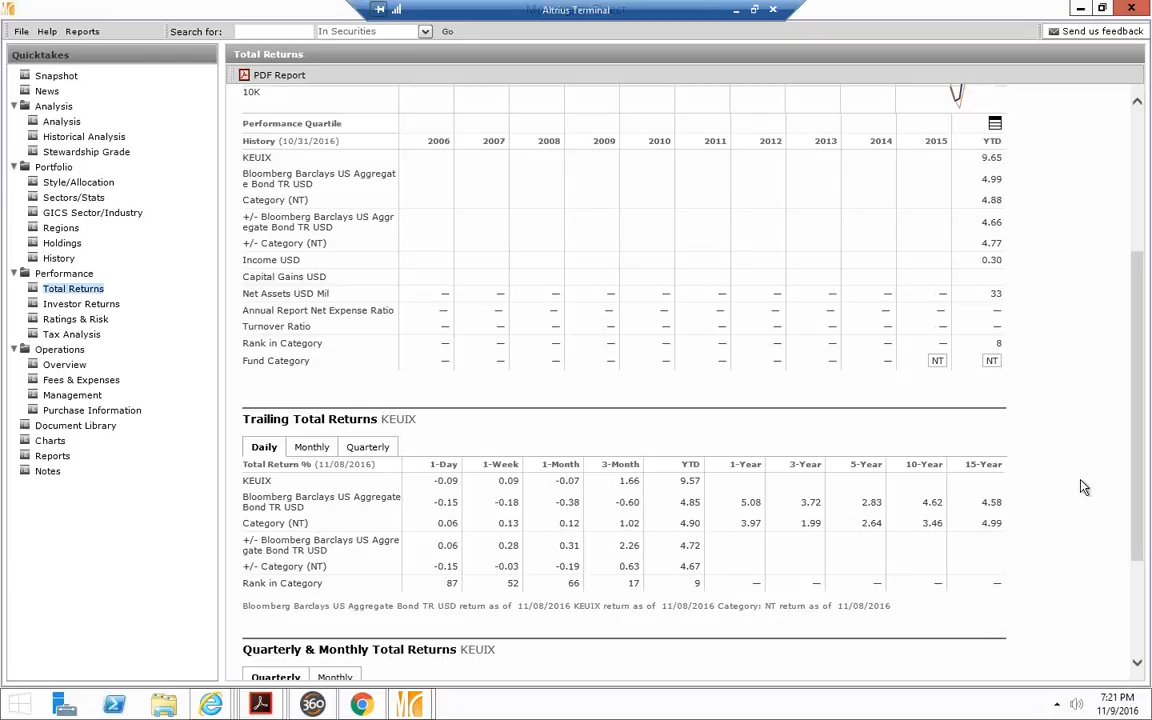 Altrius Terminal
File Help Reports Search for: In Securities Go Send us feedback
Quicktakes
Snapshot
News
Analysis
Analysis
Historical Analysis
Stewardship Grade
Portfolio
Style/Allocation
Sectors/Stats
GICS Sector/Industry
Regions
Holdings
History
Performance
Total Returns
Investor Returns
Ratings & Risk
Tax Analysis
Operations
Overview
Fees & Expenses
Management
Purchase Information
Document Library
Charts
Reports
Notes
Total Returns
PDF Report
10K
Performance Quartile
History (10/31/2016) 2006 2007 2008 2009 2010 2011 2012 2013 2014 2015 YTD
KEUIX 9.65
Bloomberg Barclays US Aggregat
e Bond TR USD 4.99
Category (NT) 4.88
+/- Bloomberg Barclays US Aggr
egate Bond TR USD 4.66
+/- Category (NT) 4.77
Income USD 0.30
Capital Gains USD
Net Assets USD Mil — — — — — — — — — — 33
Annual Report Net Expense Ratio — — — — — — — — — — —
Turnover Ratio — — — — — — — — — — —
Rank in Category — — — — — — — — — — 8
Fund Category — — — — — — — — — NT NT
Trailing Total Returns KEUIX
Daily Monthly Quarterly
Total Return % (11/08/2016) 1-Day 1-Week 1-Month 3-Month YTD 1-Year 3-Year 5-Year 10-Year 15-Year
KEUIX -0.09 0.09 -0.07 1.66 9.57
Bloomberg Barclays US Aggregate
Bond TR USD -0.15 -0.18 -0.38 -0.60 4.85 5.08 3.72 2.83 4.62 4.58
Category (NT) 0.06 0.13 0.12 1.02 4.90 3.97 1.99 2.64 3.46 4.99
+/- Bloomberg Barclays US Aggre
gate Bond TR USD 0.06 0.28 0.31 2.26 4.72
+/- Category (NT) -0.15 -0.03 -0.19 0.63 4.67
Rank in Category 87 52 66 17 9 — — — — —
Bloomberg Barclays US Aggregate Bond TR USD return as of 11/08/2016 KEUIX return as of 11/08/2016 Category: NT return as of 11/08/2016
Quarterly & Monthly Total Returns KEUIX
Quarterly Monthly
360
7:21 PM
11/9/2016